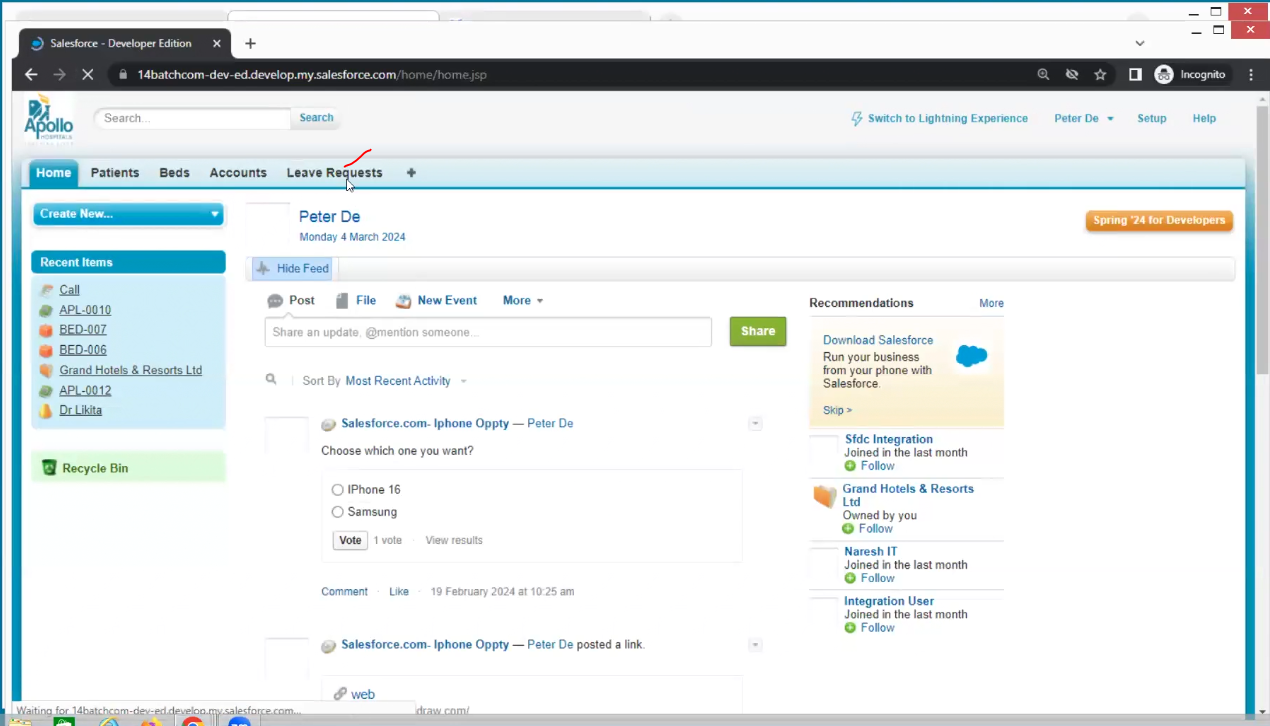 Salesforce - Developer Edition
14batchcom-dev-ed.develop.my.salesforce.com/home/home.jsp
Incognito
Apollo
HOSPITALS
Search...
Search
Switch to Lightning Experience
Peter De
Setup
Help
Home
Patients
Beds
Accounts
Leave Requests
Create New...
Recent Items
Call
APL-0010
BED-007
BED-006
Grand Hotels & Resorts Ltd
APL-0012
Dr Likita
Recycle Bin
Peter De
Monday 4 March 2024
Spring '24 for Developers
Hide Feed
Post
File
New Event
More
Share an update, @mention someone...
Share
Sort By Most Recent Activity
Salesforce.com- Iphone Oppty — Peter De
Choose which one you want?
IPhone 16
Samsung
Vote
1 vote · View results
Comment · Like · 19 February 2024 at 10:25 am
Salesforce.com- Iphone Oppty — Peter De posted a link.
web
draw.com/
Recommendations
More
Download Salesforce
Run your business
from your phone with
Salesforce.
Skip >
Sfdc Integration
Joined in the last month
Follow
Grand Hotels & Resorts
Ltd
Owned by you
Follow
Naresh IT
Joined in the last month
Follow
Integration User
Joined in the last month
Follow
Waiting for 14batchcom-dev-ed.develop.my.salesforce.com...